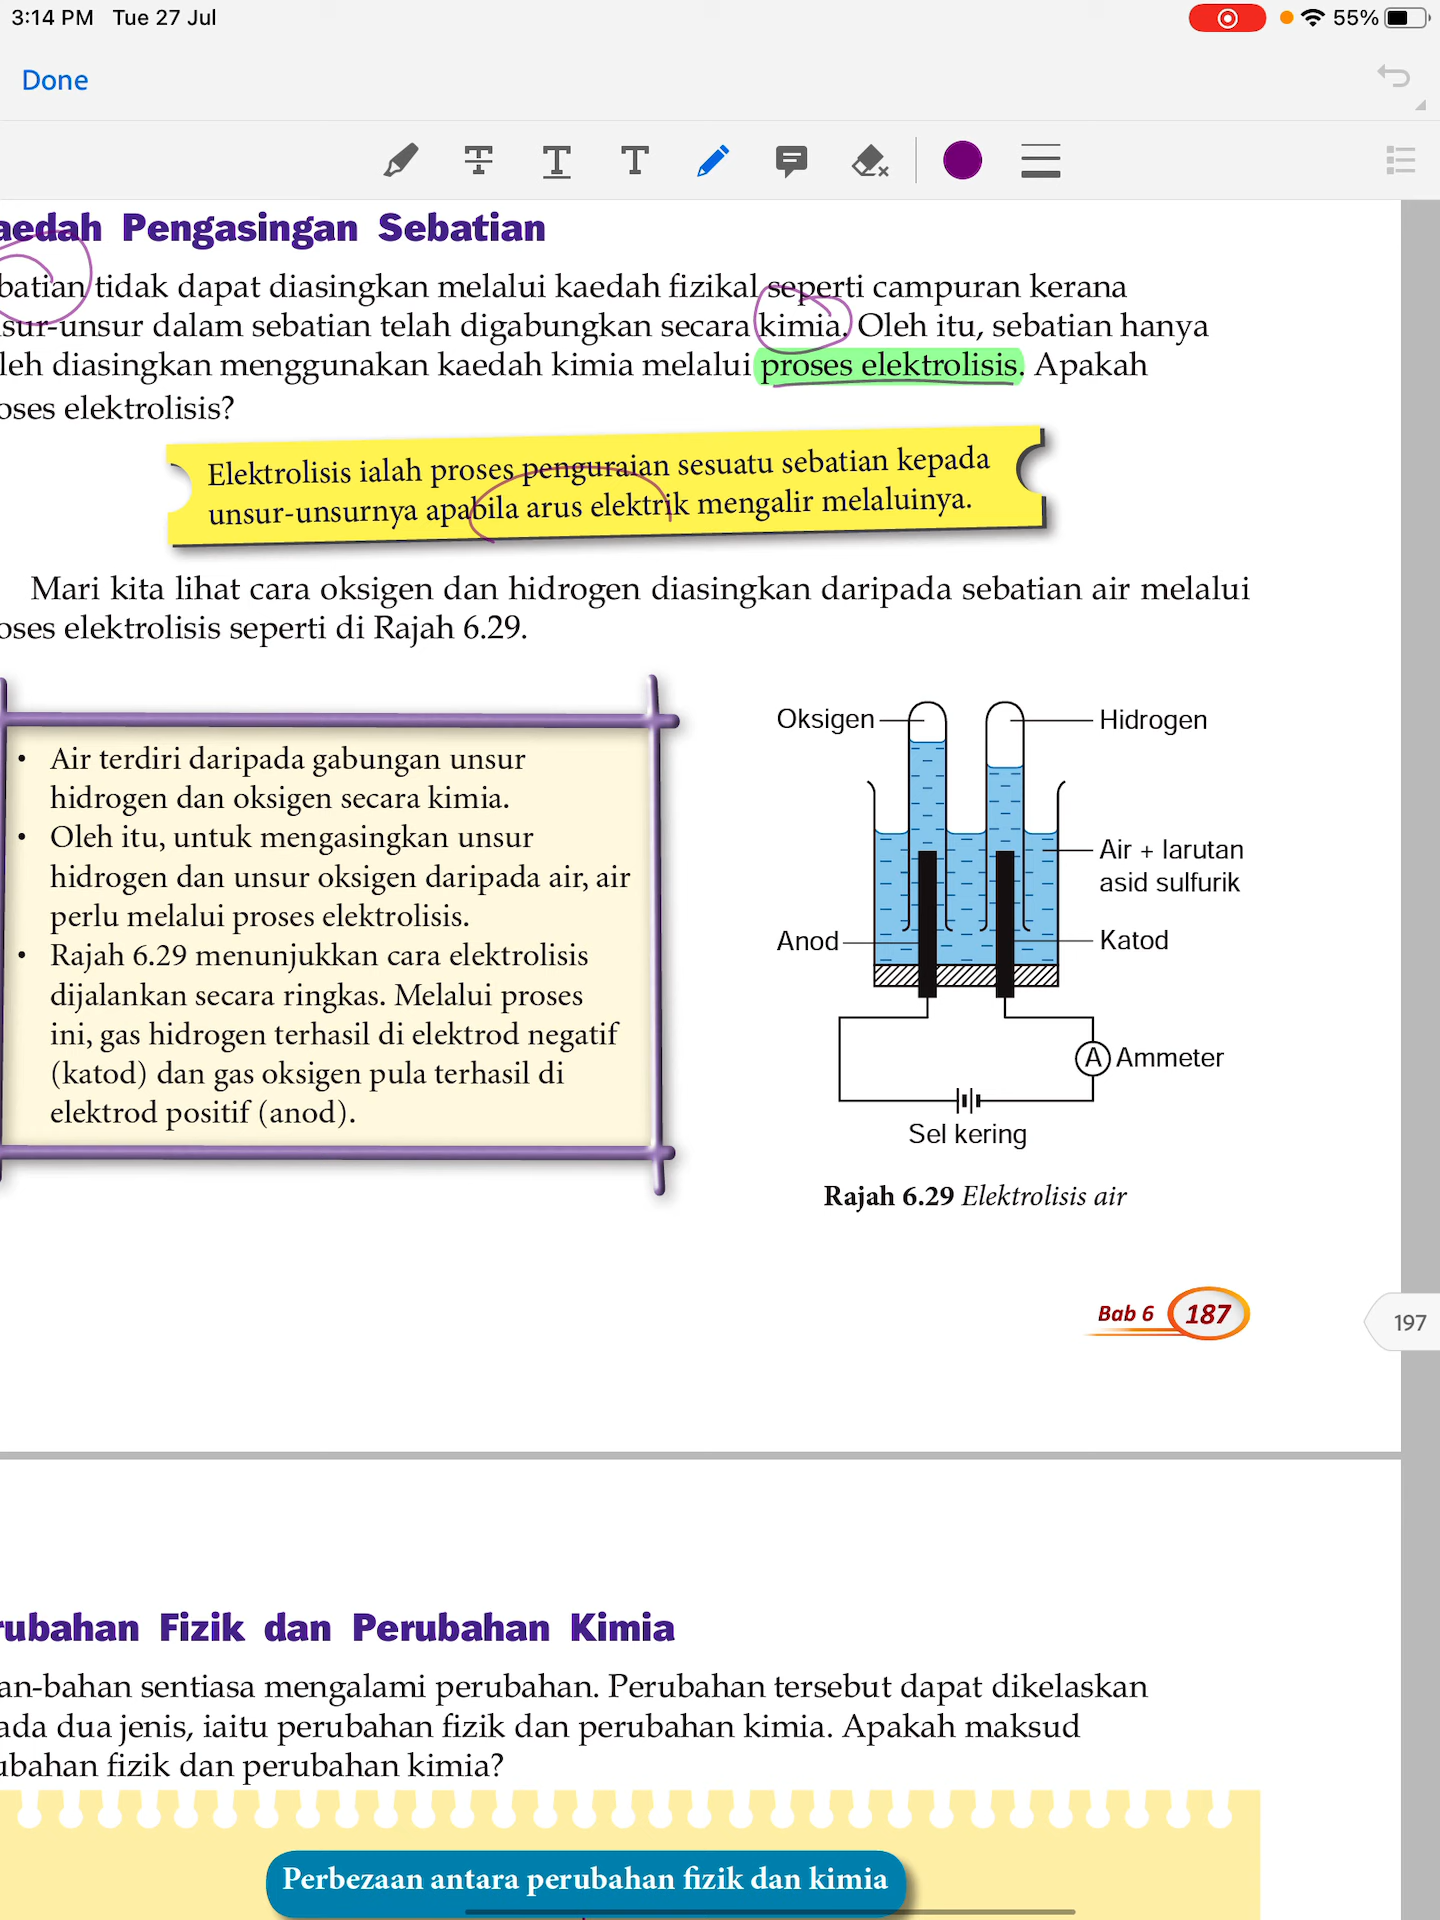 3:14 PM Tue 27 Jul
55%
Done
T T T
aedah Pengasingan Sebatian
batian tidak dapat diasingkan melalui kaedah fizikal seperti campuran kerana
sur-unsur dalam sebatian telah digabungkan secara kimia. Oleh itu, sebatian hanya
leh diasingkan menggunakan kaedah kimia melalui proses elektrolisis. Apakah
oses elektrolisis?
Elektrolisis ialah proses penguraian sesuatu sebatian kepada
unsur-unsurnya apabila arus elektrik mengalir melaluinya.
Mari kita lihat cara oksigen dan hidrogen diasingkan daripada sebatian air melalui
oses elektrolisis seperti di Rajah 6.29.
• Air terdiri daripada gabungan unsur
hidrogen dan oksigen secara kimia.
• Oleh itu, untuk mengasingkan unsur
hidrogen dan unsur oksigen daripada air, air
perlu melalui proses elektrolisis.
• Rajah 6.29 menunjukkan cara elektrolisis
dijalankan secara ringkas. Melalui proses
ini, gas hidrogen terhasil di elektrod negatif
(katod) dan gas oksigen pula terhasil di
elektrod positif (anod).
Oksigen
Hidrogen
Air + larutan
asid sulfurik
Anod
Katod
A Ammeter
Sel kering
Rajah 6.29 Elektrolisis air
Bab 6 187
197
rubahan Fizik dan Perubahan Kimia
an-bahan sentiasa mengalami perubahan. Perubahan tersebut dapat dikelaskan
ada dua jenis, iaitu perubahan fizik dan perubahan kimia. Apakah maksud
ubahan fizik dan perubahan kimia?
Perbezaan antara perubahan fizik dan kimia